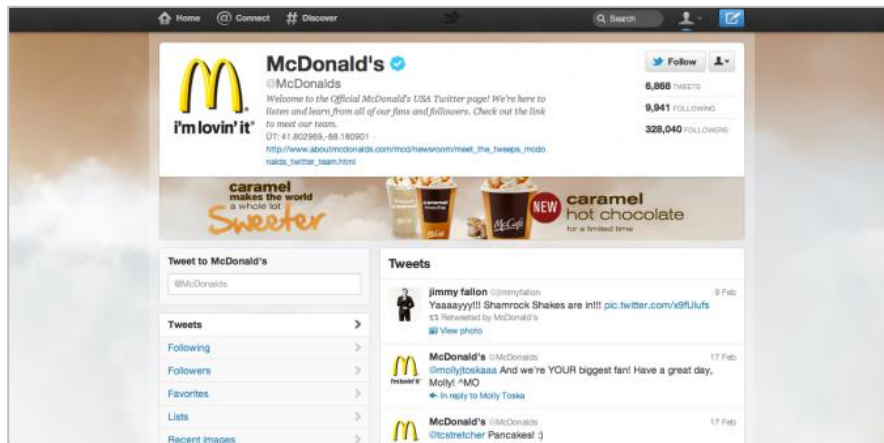 Home @ Connect # Discover Search
McDonald's
@McDonalds
Welcome to the Official McDonald's USA Twitter page! We're here to
listen and learn from all of our fans and followers. Check out the link
to meet our team.
ÜT: 41.802969,-88.180901 ·
http://www.aboutmcdonalds.com/mcd/newsroom/meet_the_tweeps_mcdo
nalds_twitter_team.html
i'm lovin' it®
Follow
6,868 TWEETS
9,941 FOLLOWING
328,040 FOLLOWERS
caramel
makes the world
a whole lot
Sweeter
McCafé
NEW
caramel
hot chocolate
for a limited time
Tweet to McDonald's
@McDonalds
Tweets
Following
Followers
Favorites
Lists
Recent images
Tweets
jimmy fallon @jimmyfallon 9 Feb
Yaaaayyy!!! Shamrock Shakes are in!!! pic.twitter.com/x9fUlufs
Retweeted by McDonald's
View photo
McDonald's @McDonalds 17 Feb
@mollyjtoskaaa And we're YOUR biggest fan! Have a great day,
Molly! ^MO
In reply to Molly Toska
McDonald's @McDonalds 17 Feb
@tcstretcher Pancakes! :)